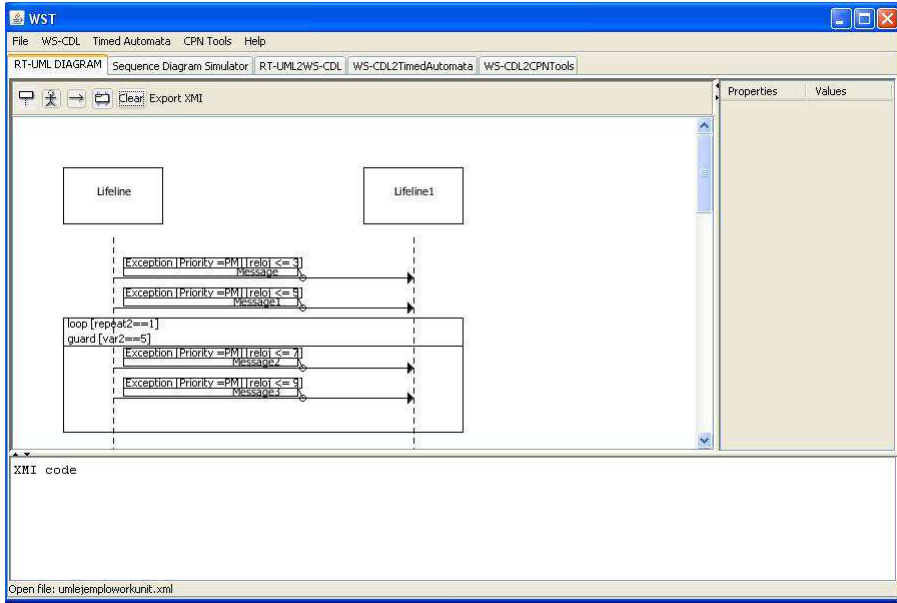 WST
File WS-CDL Timed Automata CPN Tools Help
RT-UML DIAGRAM Sequence Diagram Simulator RT-UML2WS-CDL WS-CDL2TimedAutomata WS-CDL2CPNTools
Clear Export XMI
Properties Values
Lifeline Lifeline1
Exception [Priority =PM][reloj <= 3]
Message
Exception [Priority =PM][reloj <= 5]
Message1
loop [repeat2==1]
guard [var2==5]
Exception [Priority =PM][reloj <= 7]
Message2
Exception [Priority =PM][reloj <= 9]
Message3
XMI code
Open file: umlejemploworkunit.xml